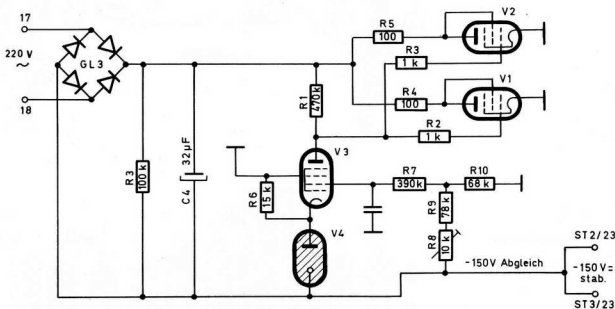 17
220 V
~
18
GL3
R3
100k
32µF
C4
R1
470k
R5
100
R3
1 k
R4
100
R2
1 k
V2
V1
V3
R6
15 k
V4
R7
390k
R10
68 k
R9
78 k
R8
10 k
-150V Abgleich
ST2/23
-150V=
stab.
ST3/23